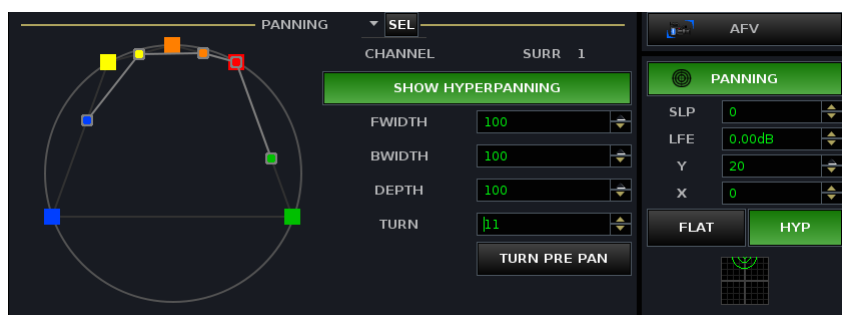 PANNING SEL
CHANNEL SURR 1
SHOW HYPERPANNING
FWIDTH 100
BWIDTH 100
DEPTH 100
TURN 11
TURN PRE PAN
AFV
PANNING
SLP 0
LFE 0.00dB
Y 20
X 0
FLAT HYP